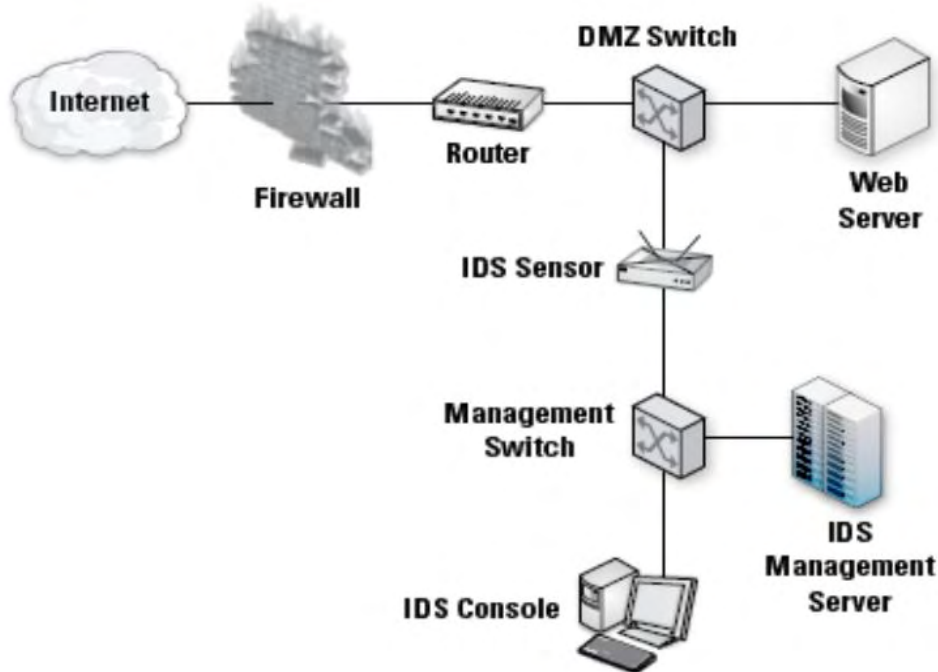 DMZ Switch
Internet
Router
Firewall
Web
Server
IDS Sensor
Management
Switch
IDS
Management
Server
IDS Console